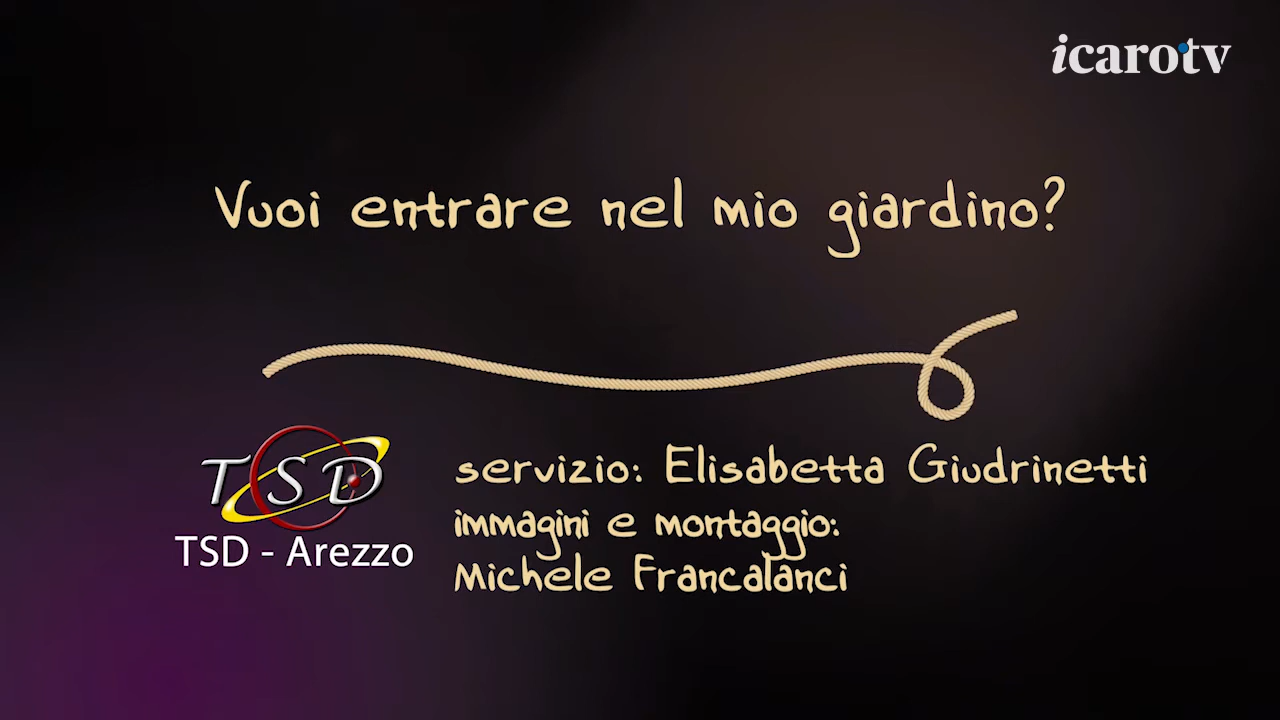 icarotv
Vuoi entrare nel mio giardino?
TSD
TSD - Arezzo
servizio: Elisabetta Giudrinetti
immagini e montaggio:
Michele Francalanci